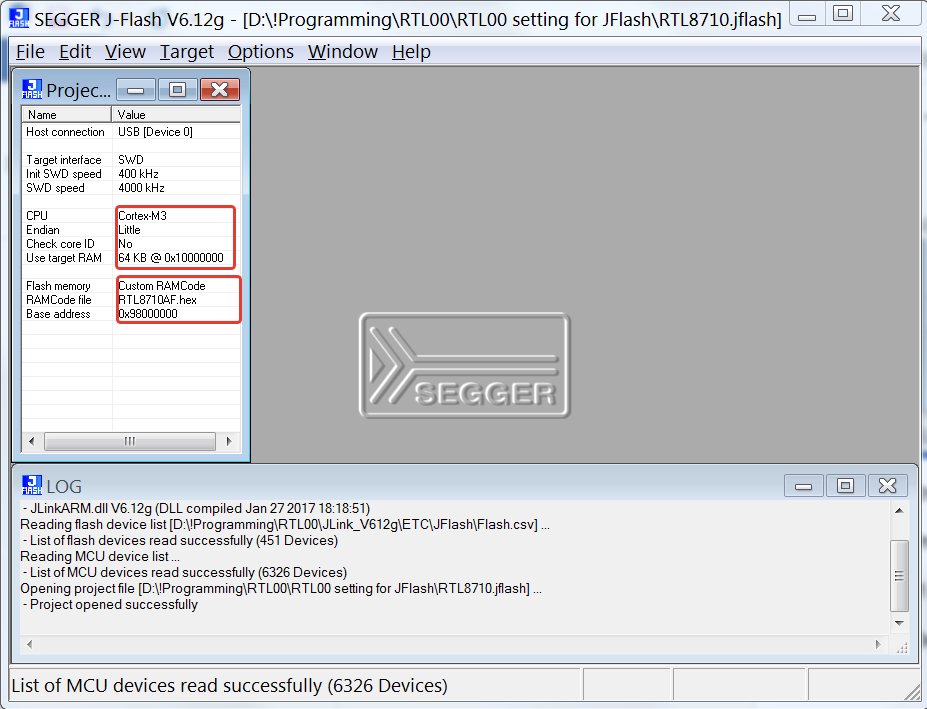 SEGGER J-Flash V6.12g - [D:\!Programming\RTL00\RTL00 setting for JFlash\RTL8710.jflash]
File Edit View Target Options Window Help
Projec...
Name Value
Host connection USB [Device 0]
Target interface SWD
Init SWD speed 400 kHz
SWD speed 4000 kHz
CPU Cortex-M3
Endian Little
Check core ID No
Use target RAM 64 KB @ 0x10000000
Flash memory Custom RAMCode
RAMCode file RTL8710AF.hex
Base address 0x98000000
SEGGER
LOG
- JLinkARM.dll V6.12g (DLL compiled Jan 27 2017 18:18:51)
Reading flash device list [D:\!Programming\RTL00\JLink_V612g\ETC\JFlash\Flash.csv] ...
- List of flash devices read successfully (451 Devices)
Reading MCU device list ...
- List of MCU devices read successfully (6326 Devices)
Opening project file [D:\!Programming\RTL00\RTL00 setting for JFlash\RTL8710.jflash] ...
- Project opened successfully
List of MCU devices read successfully (6326 Devices)